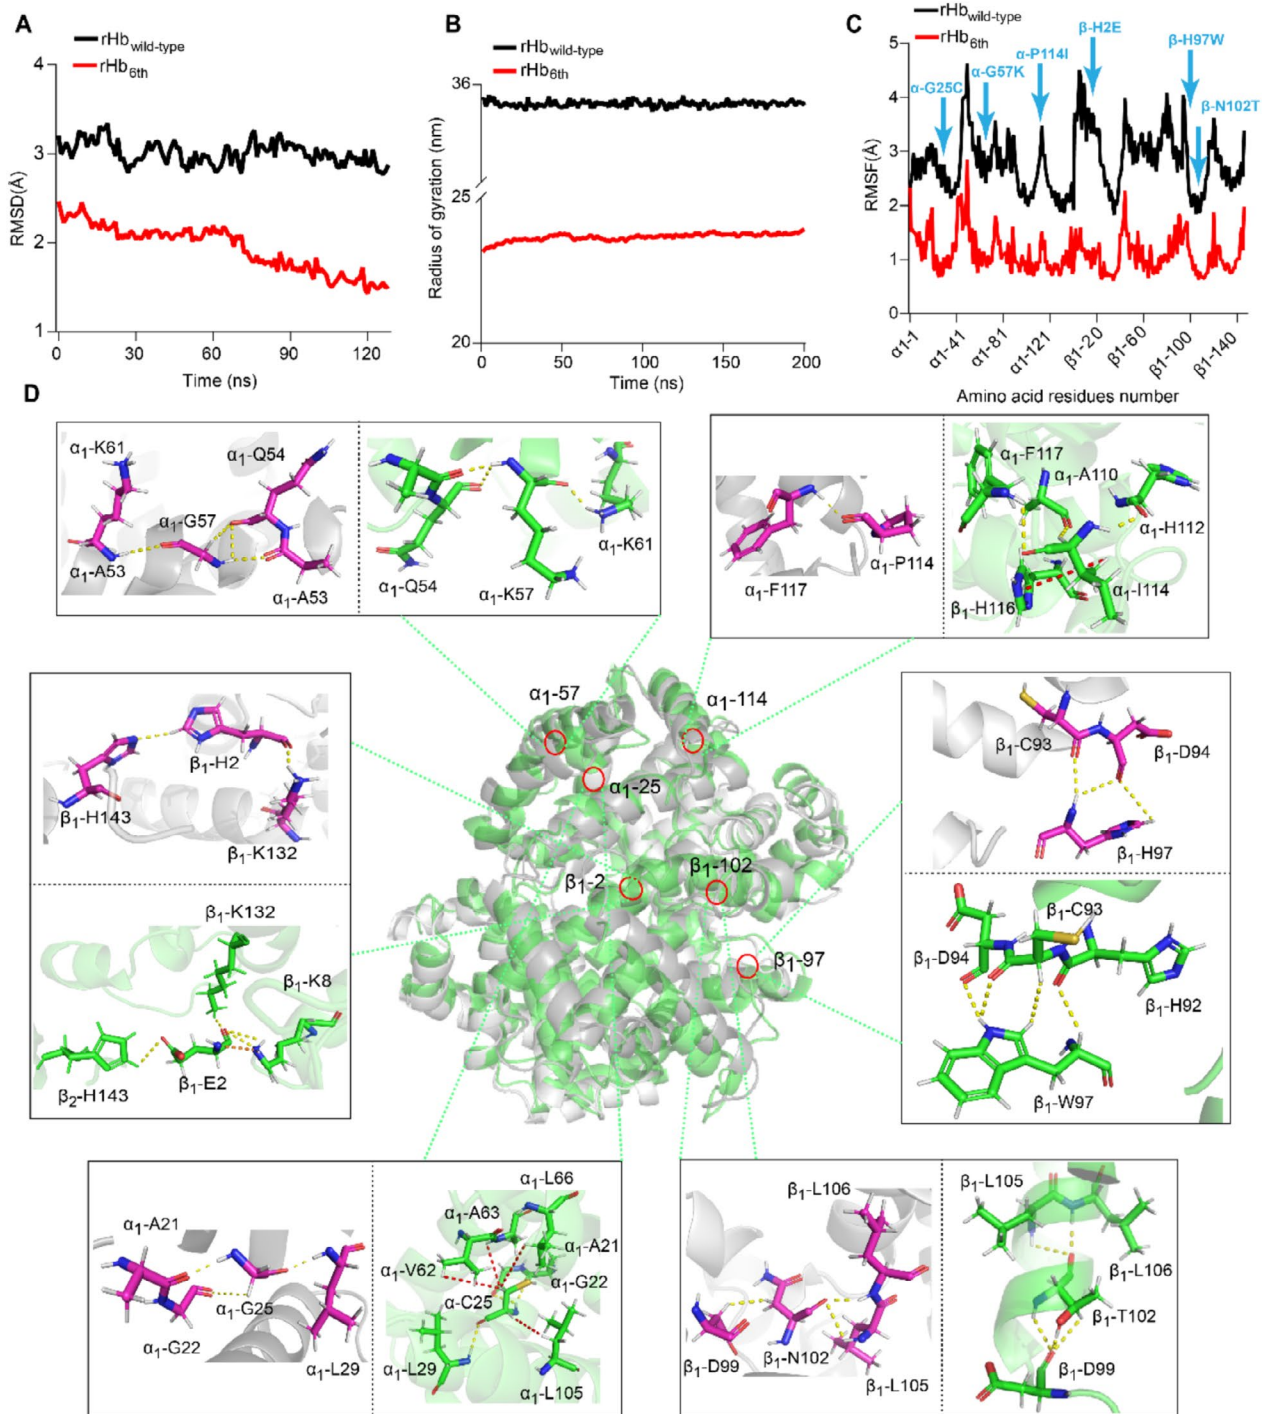 A
rHbwild-type
rHb6th
4
3
2
1
RMSD(Å)
0
30
60
90
120
Time (ns)
B
rHbwild-type
rHb6th
36
25
20
Radius of gyration (nm)
0
50
100
150
200
Time (ns)
C
rHbwild-type
rHb6th
5
4
3
2
1
0
RMSF(Å)
α-G25C
α-G57K
α-P114I
β-H2E
β-H97W
β-N102T
α1-1
α1-41
α1-81
α1-121
β1-20
β1-60
β1-100
β1-140
Amino acid residues number
D
α1-K61
α1-Q54
α1-G57
α1-A53
α1-A53
α1-Q54
α1-K57
α1-K61
α1-F117
α1-P114
α1-F117
α1-A110
α1-H112
α1-I114
β1-H116
β1-H2
β1-H143
β1-K132
β1-K132
β1-K8
β1-E2
β2-H143
α1-57
α1-114
α1-25
β1-2
β1-102
β1-97
β1-C93
β1-D94
β1-H97
β1-C93
β1-D94
β1-H92
β1-W97
α1-A21
α1-G25
α1-G22
α1-L29
α1-L66
α1-A63
α1-A21
α1-V62
α1-G22
α-C25
α1-L29
α1-L105
β1-L106
β1-D99
β1-N102
β1-L105
β1-L105
β1-L106
β1-T102
β1-D99